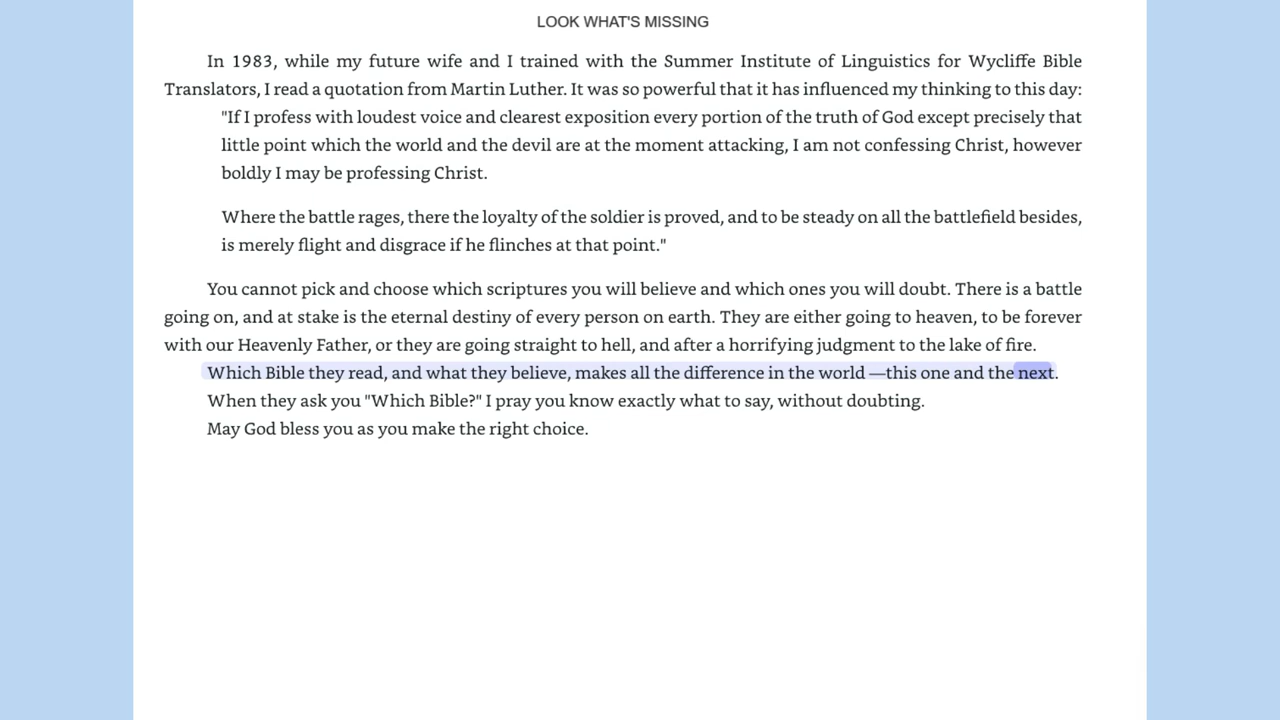 LOOK WHAT'S MISSING
In 1983, while my future wife and I trained with the Summer Institute of Linguistics for Wycliffe Bible
Translators, I read a quotation from Martin Luther. It was so powerful that it has influenced my thinking to this day:
"If I profess with loudest voice and clearest exposition every portion of the truth of God except precisely that
little point which the world and the devil are at the moment attacking, I am not confessing Christ, however
boldly I may be professing Christ.
Where the battle rages, there the loyalty of the soldier is proved, and to be steady on all the battlefield besides,
is merely flight and disgrace if he flinches at that point."
You cannot pick and choose which scriptures you will believe and which ones you will doubt. There is a battle
going on, and at stake is the eternal destiny of every person on earth. They are either going to heaven, to be forever
with our Heavenly Father, or they are going straight to hell, and after a horrifying judgment to the lake of fire.
Which Bible they read, and what they believe, makes all the difference in the world —this one and the next.
When they ask you "Which Bible?" I pray you know exactly what to say, without doubting.
May God bless you as you make the right choice.